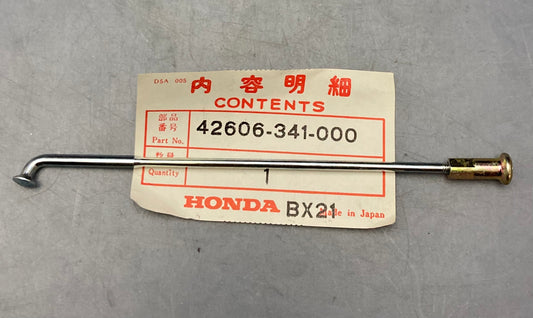 DSA 005
内容明細
CONTENTS
部品
番号
Part No. 42606-341-000
数量
Quantity 1
HONDA BX21 Made in Japan